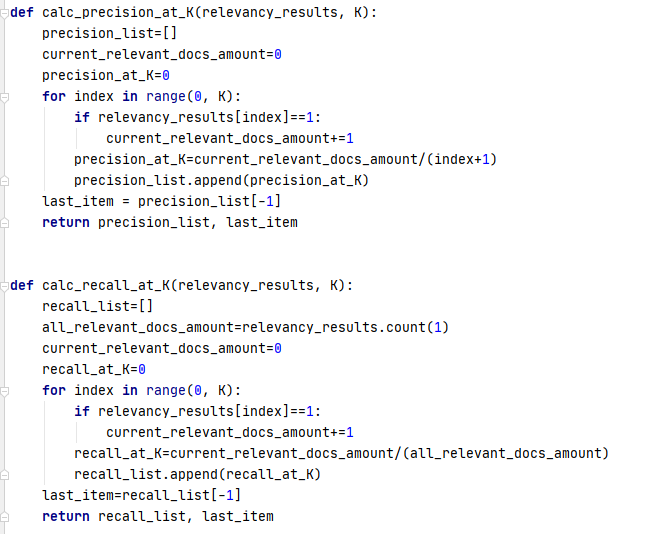 def calc_precision_at_K(relevancy_results, K):
    precision_list=[]
    current_relevant_docs_amount=0
    precision_at_K=0
    for index in range(0, K):
        if relevancy_results[index]==1:
            current_relevant_docs_amount+=1
        precision_at_K=current_relevant_docs_amount/(index+1)
        precision_list.append(precision_at_K)
    last_item = precision_list[-1]
    return precision_list, last_item
def calc_recall_at_K(relevancy_results, K):
    recall_list=[]
    all_relevant_docs_amount=relevancy_results.count(1)
    current_relevant_docs_amount=0
    recall_at_K=0
    for index in range(0, K):
        if relevancy_results[index]==1:
            current_relevant_docs_amount+=1
        recall_at_K=current_relevant_docs_amount/(all_relevant_docs_amount)
        recall_list.append(recall_at_K)
    last_item=recall_list[-1]
    return recall_list, last_item